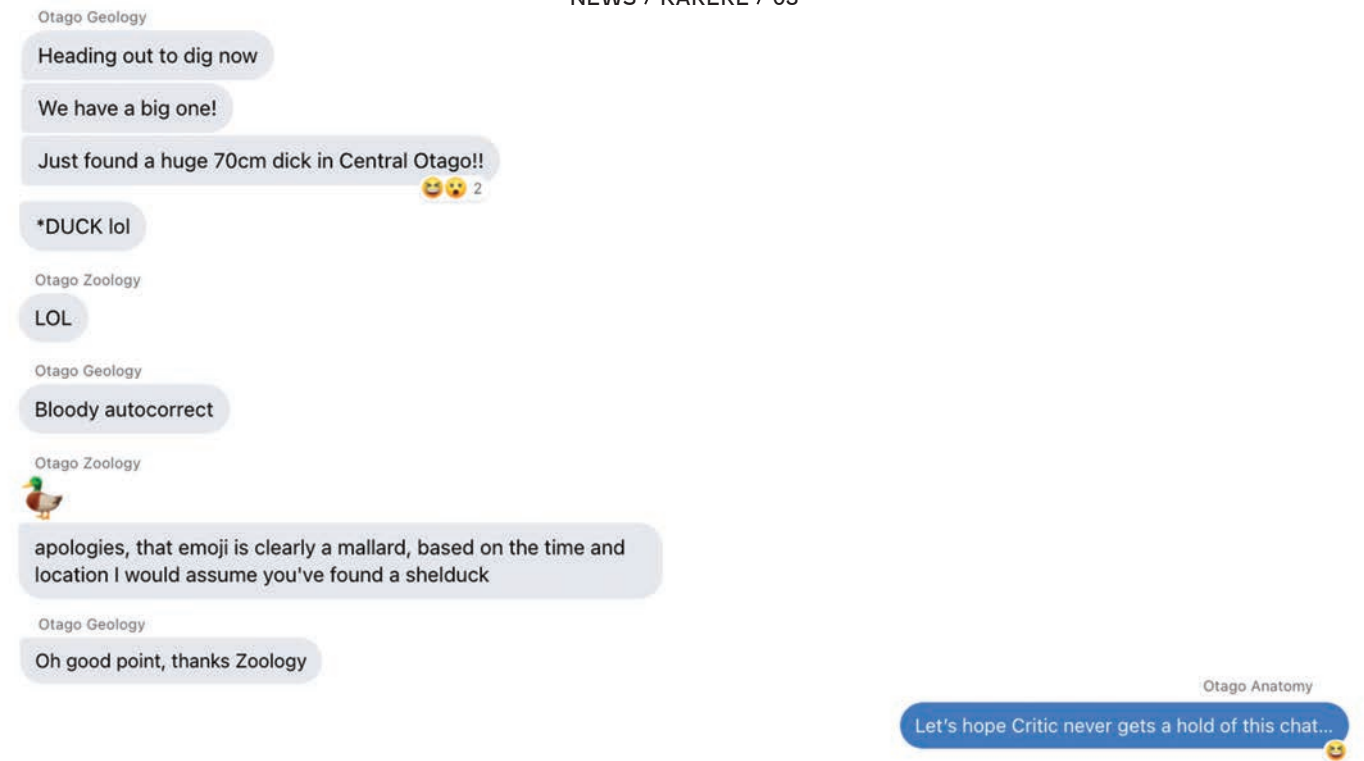 Otago Geology
Heading out to dig now
We have a big one!
Just found a huge 70cm dick in Central Otago!!
2
*DUCK lol
Otago Zoology
LOL
Otago Geology
Bloody autocorrect
Otago Zoology
apologies, that emoji is clearly a mallard, based on the time and
location I would assume you've found a shelduck
Otago Geology
Oh good point, thanks Zoology
Otago Anatomy
Let's hope Critic never gets a hold of this chat...